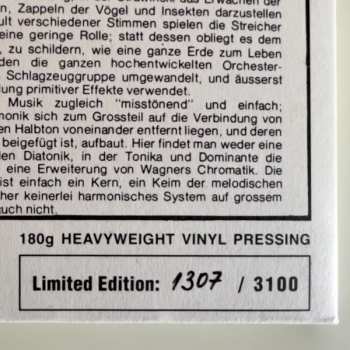 , Zappeln der Vögel und Insekten darzustellen
ult verschiedener Stimmen spielen die Streicher
eine geringe Rolle; statt dessen obliegt es dem
, zu schildern, wie eine ganze Erde zum Leben
den die ganzen hochentwickelten Orchester-
Schlagzeuggruppe umgewandelt, und äusserst
lung primitiver Effekte verwendet.
Musik zugleich "misstönend" und einfach;
monik sich zum Grossteil auf die Verbindung von
en Halbton voneinander entfernt liegen, und deren
beigefügt ist, aufbaut. Hier findet man weder eine
len Diatonik, in der Tonika und Dominante die
eine Erweiterung von Wagners Chromatik. Die
ist einfach ein Kern, ein Keim der melodischen
her keinerlei harmonisches System auf grossem
uch nicht.
180g HEAVYWEIGHT VINYL PRESSING
Limited Edition: 1307 / 3100